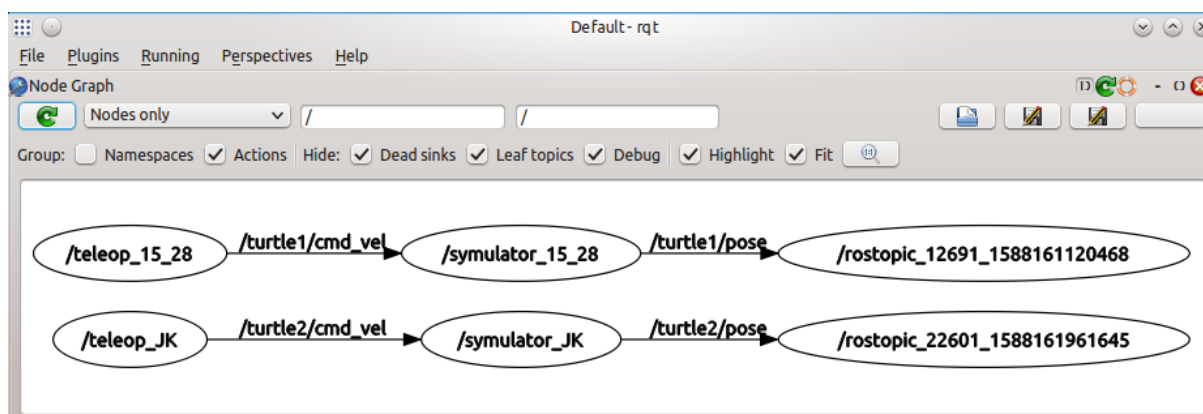 Default- rqt
File Plugins Running Perspectives Help
Node Graph
Nodes only / /
Group: Namespaces Actions Hide: Dead sinks Leaf topics Debug Highlight Fit
/teleop_15_28 /turtle1/cmd_vel /symulator_15_28 /turtle1/pose /rostopic_12691_1588161120468
/teleop_JK /turtle2/cmd_vel /symulator_JK /turtle2/pose /rostopic_22601_1588161961645